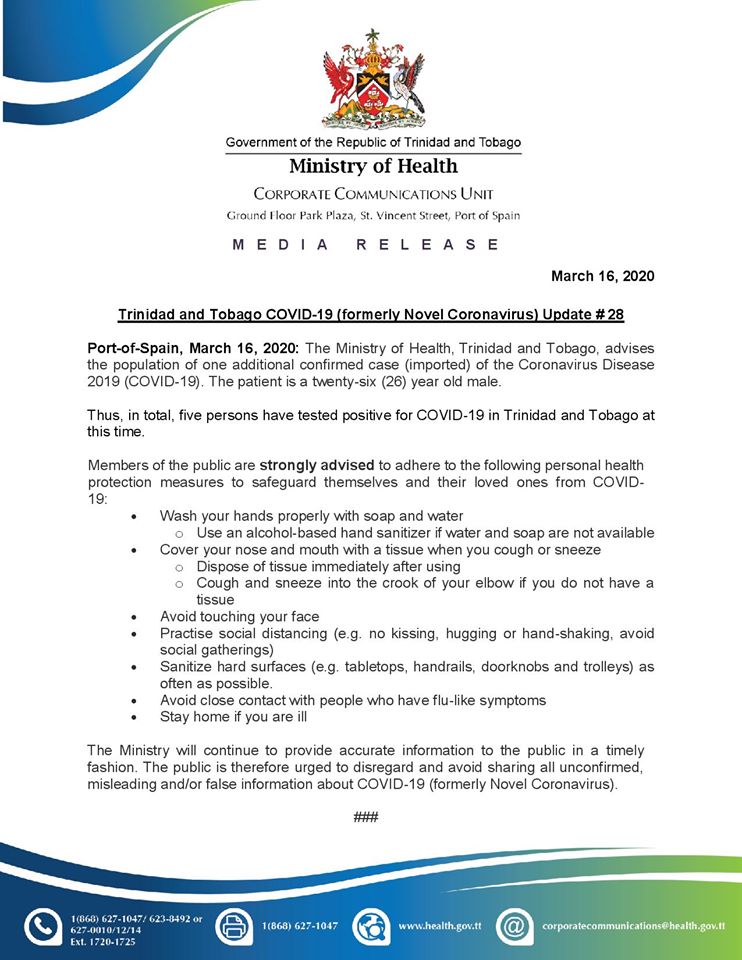 Government of the Republic of Trinidad and Tobago
Ministry of Health
CORPORATE COMMUNICATIONS UNIT
Ground Floor Park Plaza, St. Vincent Street, Port of Spain
MEDIA RELEASE
March 16, 2020
Trinidad and Tobago COVID-19 (formerly Novel Coronavirus) Update # 28
Port-of-Spain, March 16, 2020: The Ministry of Health, Trinidad and Tobago, advises
the population of one additional confirmed case (imported) of the Coronavirus Disease
2019 (COVID-19). The patient is a twenty-six (26) year old male.
Thus, in total, five persons have tested positive for COVID-19 in Trinidad and Tobago at
this time.
Members of the public are strongly advised to adhere to the following personal health
protection measures to safeguard themselves and their loved ones from COVID-
19:
• Wash your hands properly with soap and water
o Use an alcohol-based hand sanitizer if water and soap are not available
• Cover your nose and mouth with a tissue when you cough or sneeze
o Dispose of tissue immediately after using
o Cough and sneeze into the crook of your elbow if you do not have a
tissue
• Avoid touching your face
• Practise social distancing (e.g. no kissing, hugging or hand-shaking, avoid
social gatherings)
• Sanitize hard surfaces (e.g. tabletops, handrails, doorknobs and trolleys) as
often as possible.
• Avoid close contact with people who have flu-like symptoms
• Stay home if you are ill
The Ministry will continue to provide accurate information to the public in a timely
fashion. The public is therefore urged to disregard and avoid sharing all unconfirmed,
misleading and/or false information about COVID-19 (formerly Novel Coronavirus).
###
1(868) 627-1047/ 623-8492 or
627-0010/12/14
Ext. 1720-1725
1(868) 627-1047
www.health.gov.tt
corporatecommunications@health.gov.tt